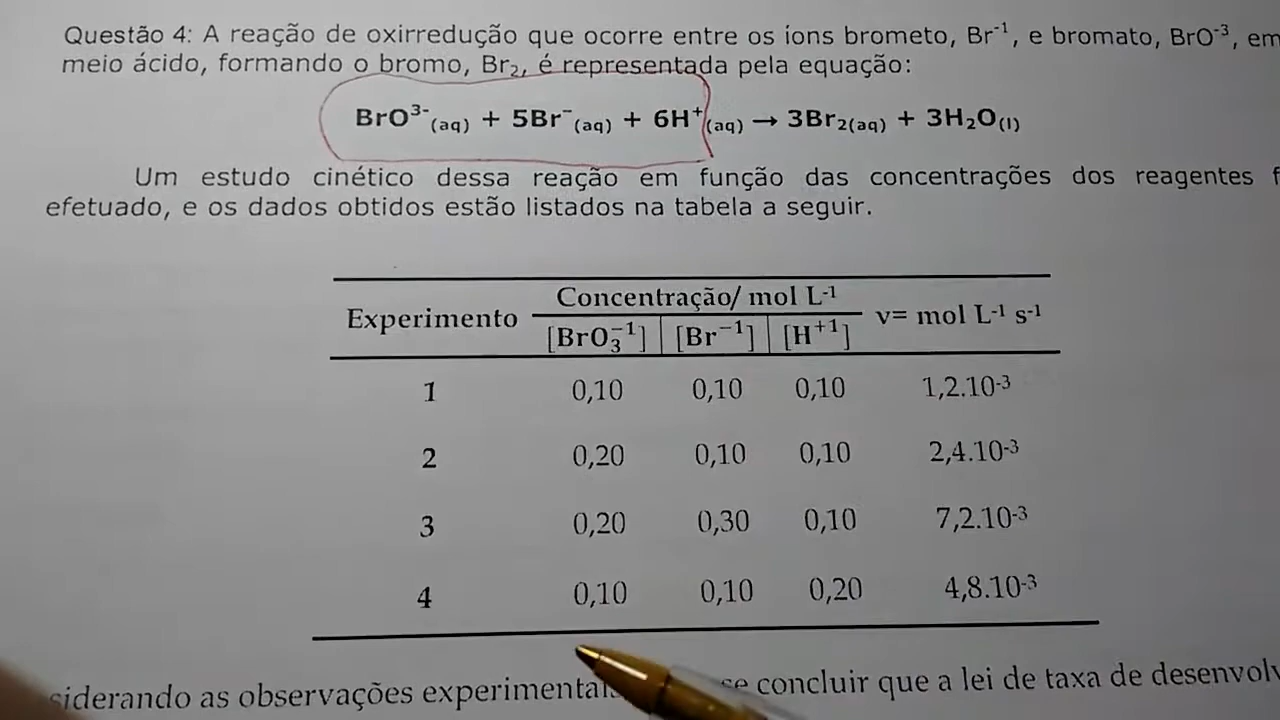 Questão 4: A reação de oxirredução que ocorre entre os íons brometo, Br⁻¹, e bromato, BrO⁻³, em
meio ácido, formando o bromo, Br₂, é representada pela equação:
BrO³⁻(aq) + 5Br⁻(aq) + 6H⁺(aq) → 3Br₂(aq) + 3H₂O(l)
Um estudo cinético dessa reação em função das concentrações dos reagentes
efetuado, e os dados obtidos estão listados na tabela a seguir.
Experimento Concentração/ mol L⁻¹ v= mol L⁻¹ s⁻¹
[BrO₃⁻¹] [Br⁻¹] [H⁺¹]
1 0,10 0,10 0,10 1,2.10⁻³
2 0,20 0,10 0,10 2,4.10⁻³
3 0,20 0,30 0,10 7,2.10⁻³
4 0,10 0,10 0,20 4,8.10⁻³
siderando as observações experimentai se concluir que a lei de taxa de desenvolv